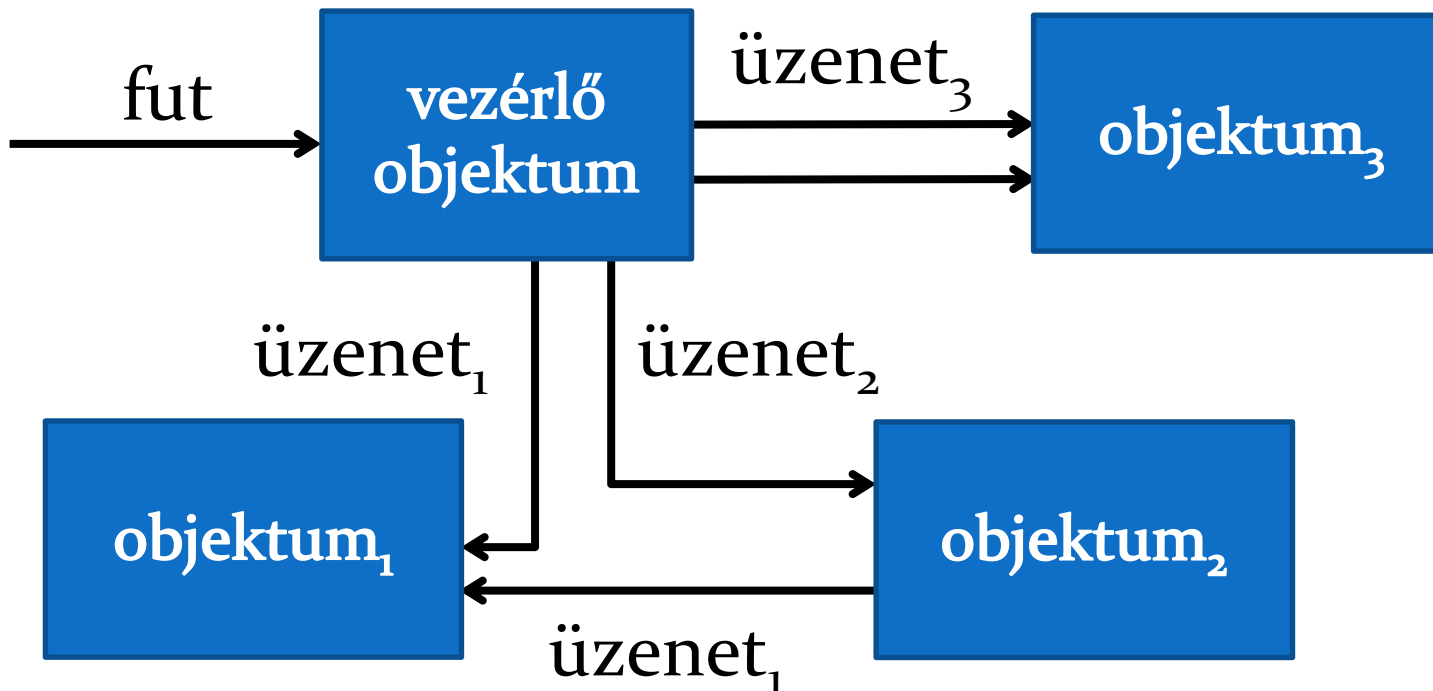 fut
vezérlő
objektum
üzenet₃
objektum₃
üzenet₁
üzenet₂
objektum₁
objektum₂
üzenet₁